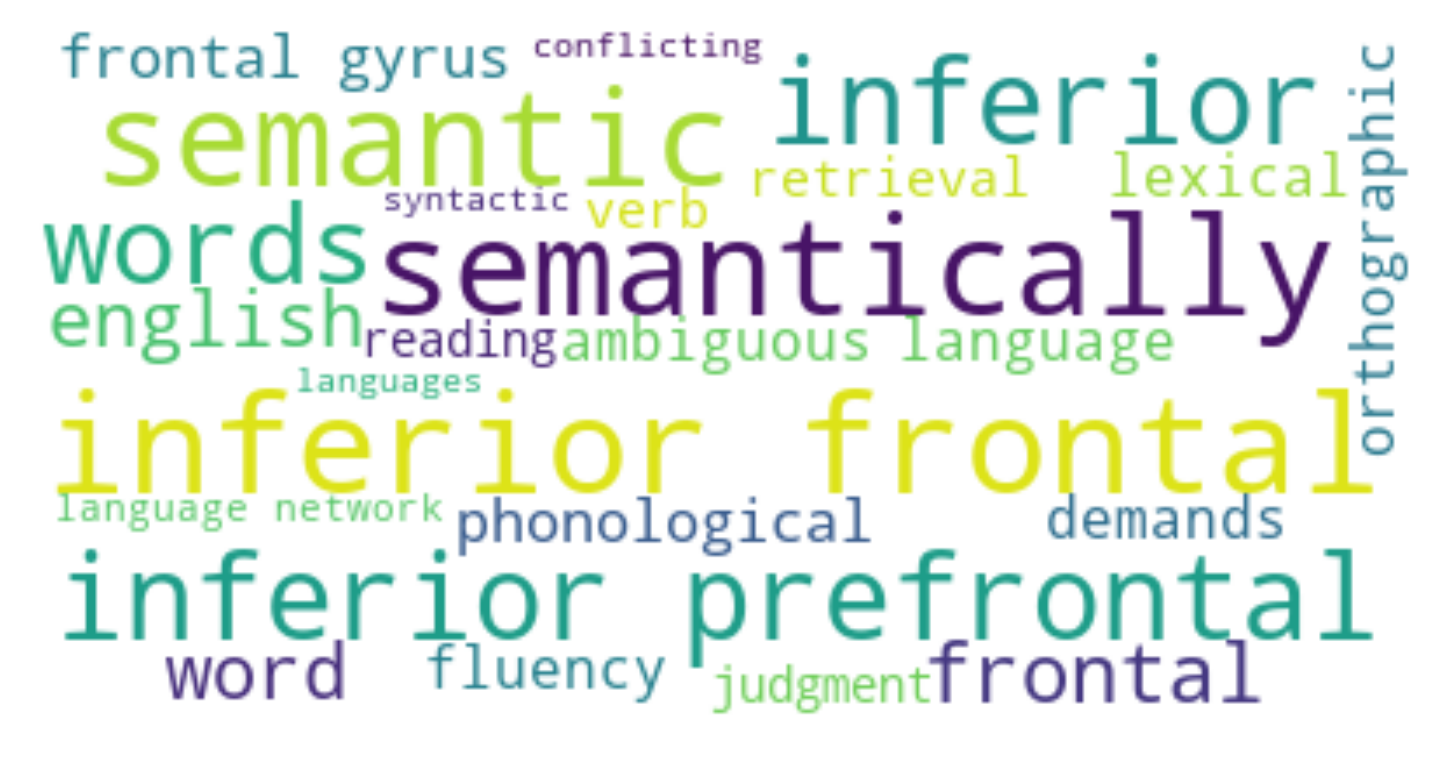 frontal gyrus
conflicting
inferior
orthographic
semantic
retrieval
lexical
syntactic
verb
words
semantically
english
reading
ambiguous
language
languages
inferior frontal
language network
phonological
demands
inferior prefrontal
word
fluency
judgment
frontal